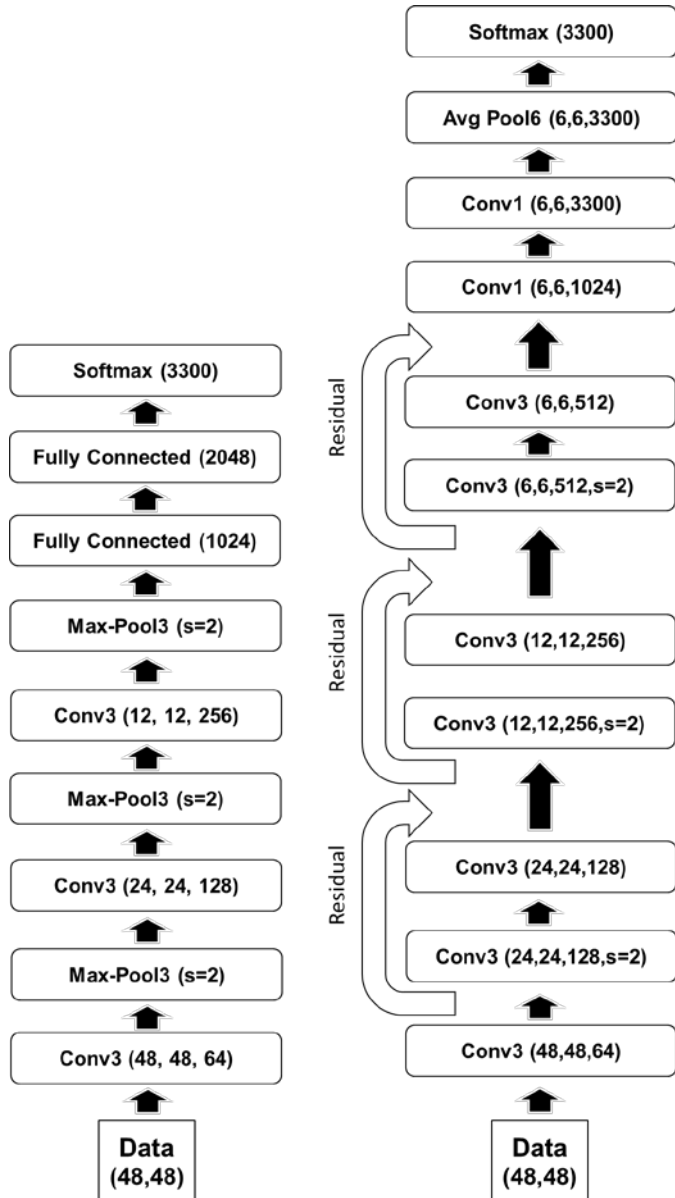 Softmax (3300)
Fully Connected (2048)
Fully Connected (1024)
Max-Pool3 (s=2)
Conv3 (12, 12, 256)
Max-Pool3 (s=2)
Conv3 (24, 24, 128)
Max-Pool3 (s=2)
Conv3 (48, 48, 64)
Data
(48,48)
Softmax (3300)
Avg Pool6 (6,6,3300)
Conv1 (6,6,3300)
Conv1 (6,6,1024)
Residual
Conv3 (6,6,512)
Conv3 (6,6,512,s=2)
Residual
Conv3 (12,12,256)
Conv3 (12,12,256,s=2)
Residual
Conv3 (24,24,128)
Conv3 (24,24,128,s=2)
Conv3 (48,48,64)
Data
(48,48)